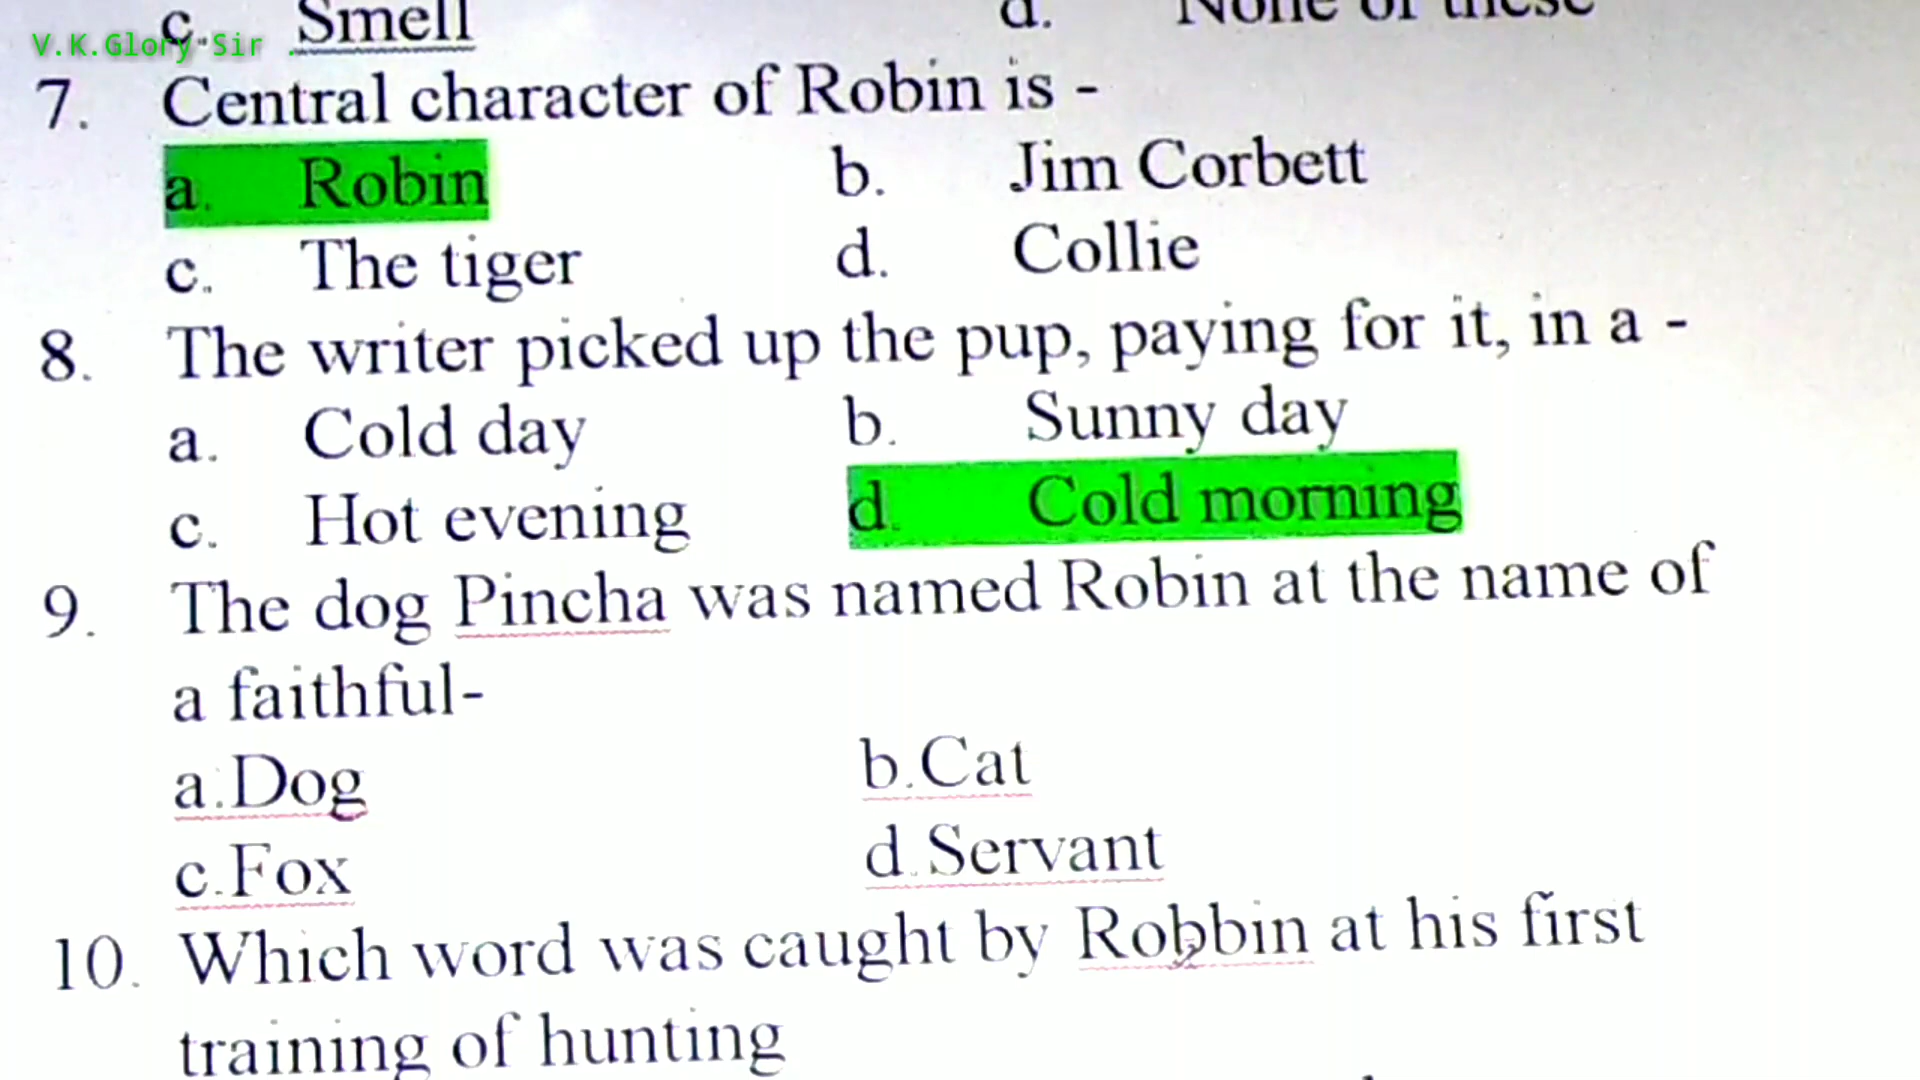 c. Smell d. None of these
V.K.Glory Sir .
7. Central character of Robin is -
a. Robin b. Jim Corbett
c. The tiger d. Collie
8. The writer picked up the pup, paying for it, in a -
a. Cold day b. Sunny day
c. Hot evening d. Cold morning
9. The dog Pincha was named Robin at the name of
a faithful-
a.Dog b.Cat
c.Fox d.Servant
10. Which word was caught by Robbin at his first
training of hunting